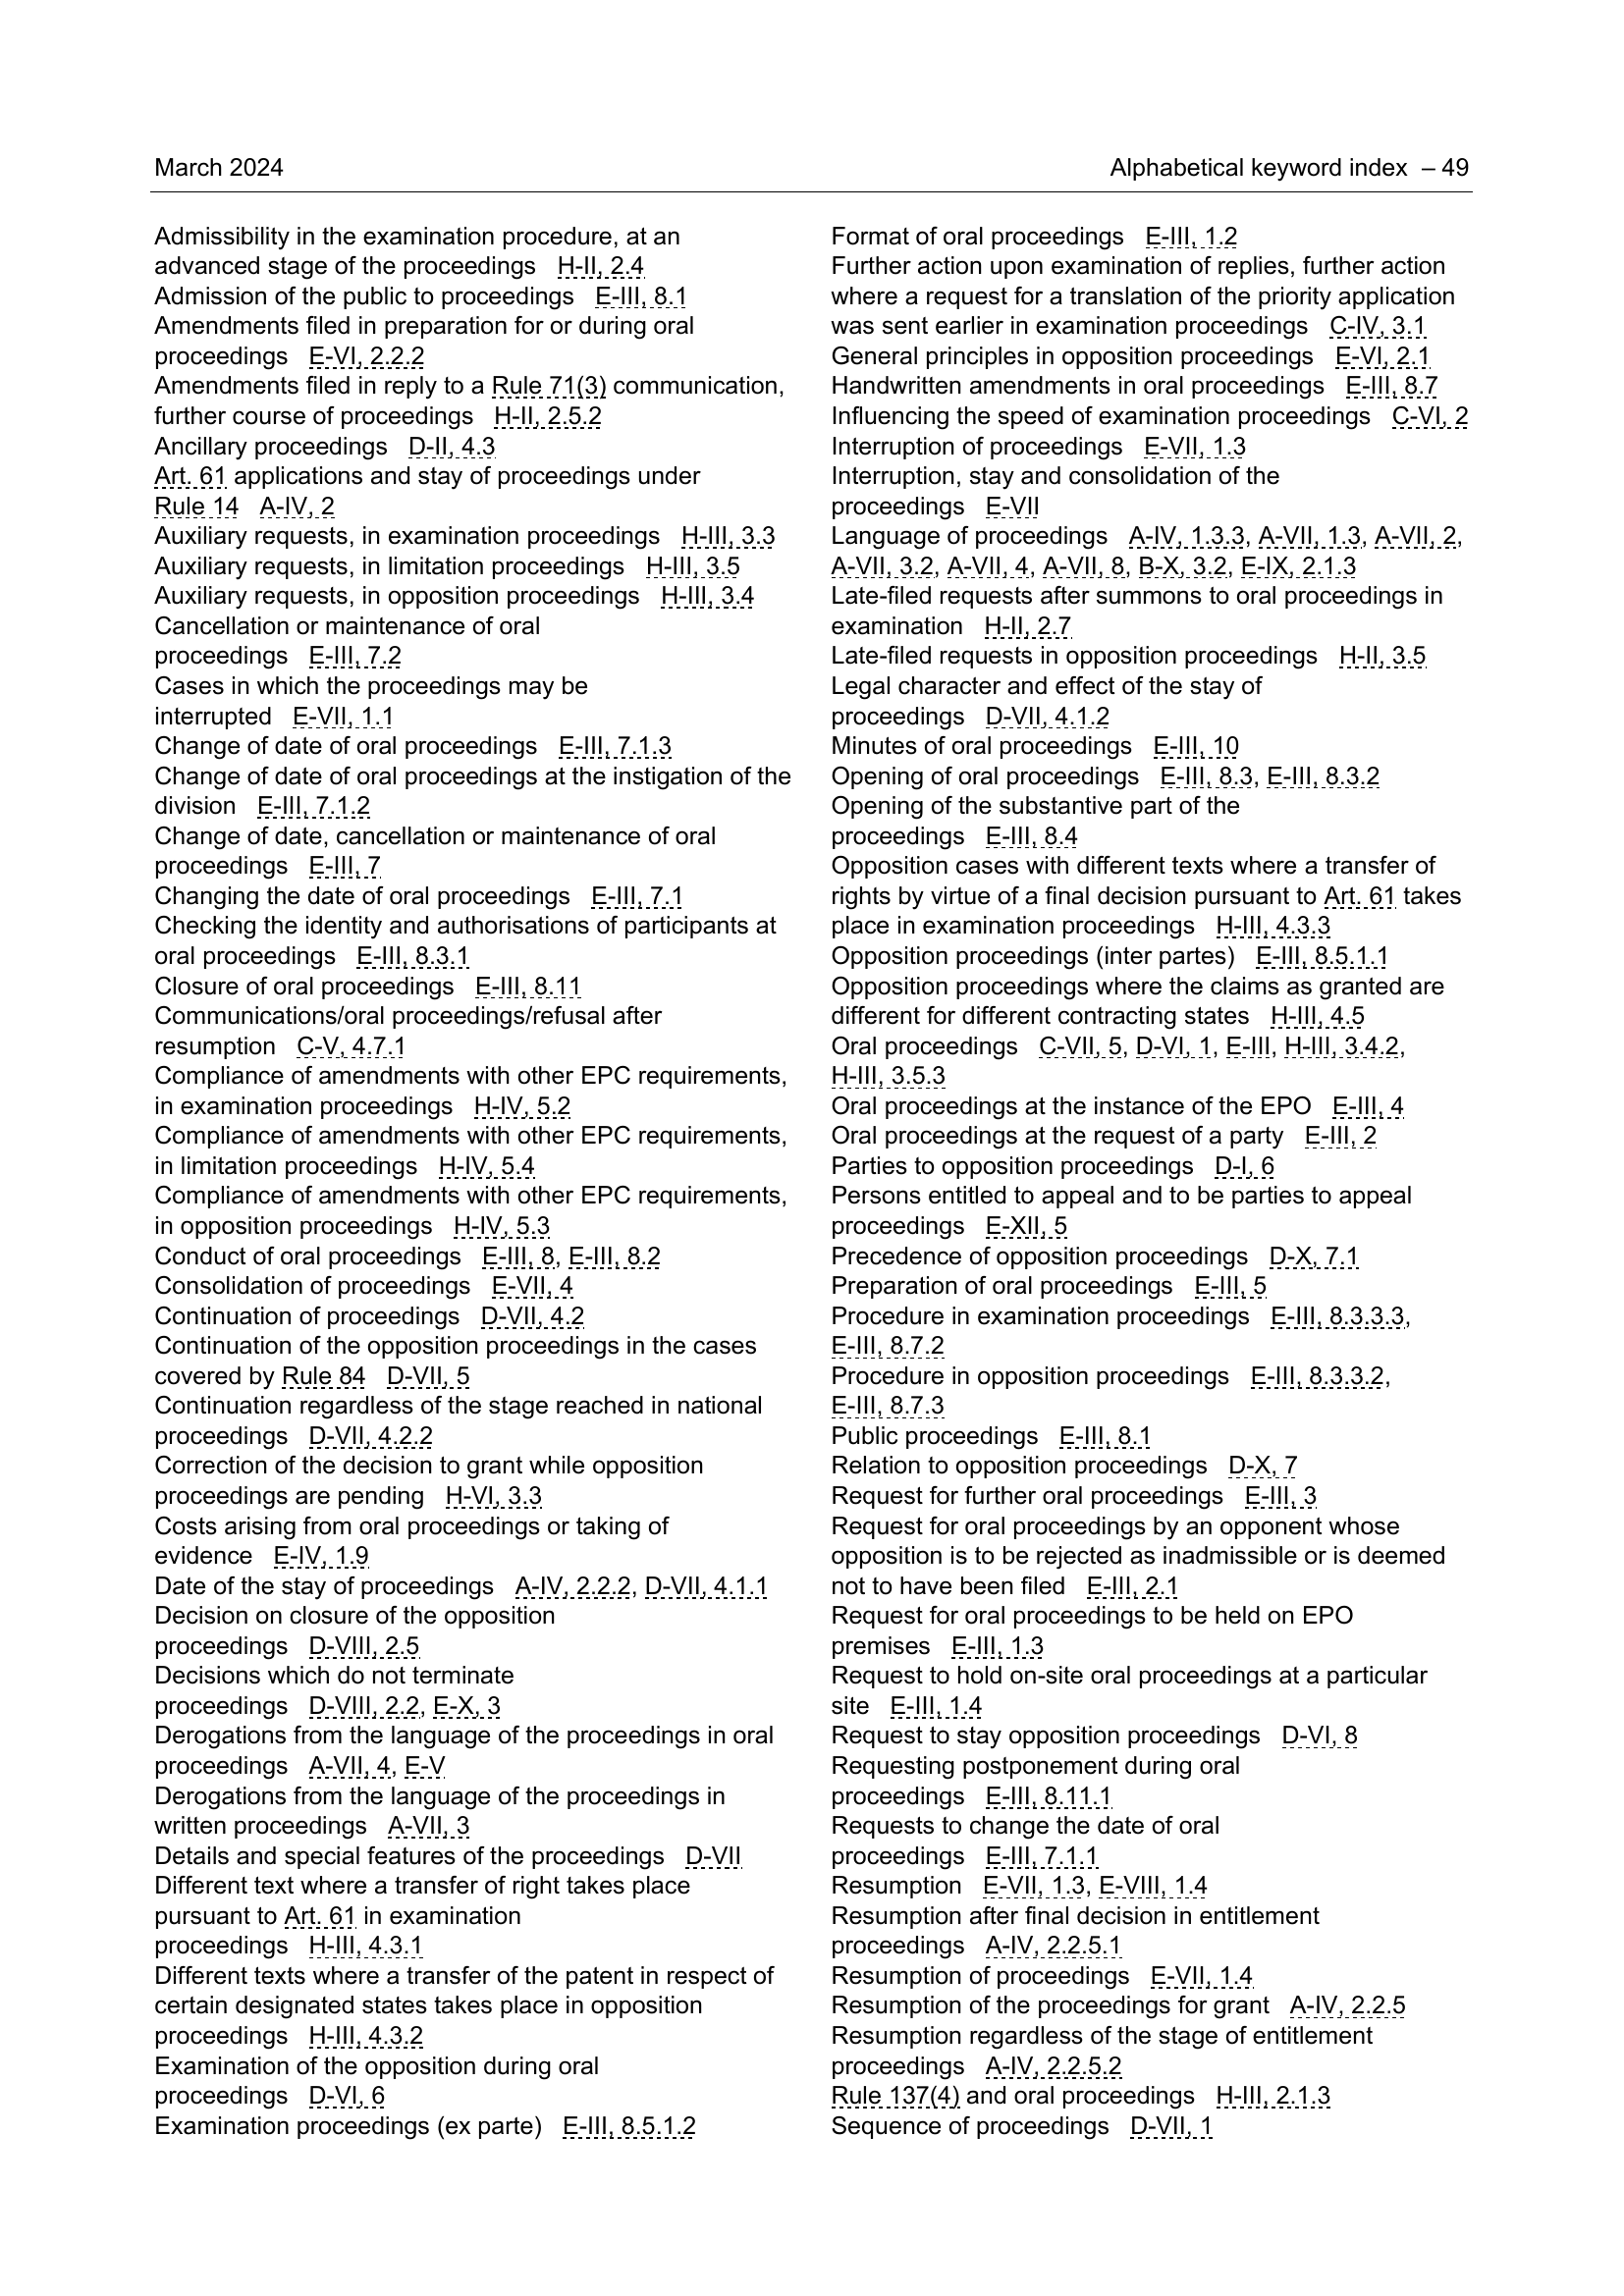 March 2024
Alphabetical keyword index – 49
Admissibility in the examination procedure, at an
advanced stage of the proceedings H-II, 2.4
Admission of the public to proceedings E-III, 8.1
Amendments filed in preparation for or during oral
proceedings E-VI, 2.2.2
Amendments filed in reply to a Rule 71(3) communication,
further course of proceedings H-II, 2.5.2
Ancillary proceedings D-II, 4.3
Art. 61 applications and stay of proceedings under
Rule 14 A-IV, 2
Auxiliary requests, in examination proceedings H-III, 3.3
Auxiliary requests, in limitation proceedings H-III, 3.5
Auxiliary requests, in opposition proceedings H-III, 3.4
Cancellation or maintenance of oral
proceedings E-III, 7.2
Cases in which the proceedings may be
interrupted E-VII, 1.1
Change of date of oral proceedings E-III, 7.1.3
Change of date of oral proceedings at the instigation of the
division E-III, 7.1.2
Change of date, cancellation or maintenance of oral
proceedings E-III, 7
Changing the date of oral proceedings E-III, 7.1
Checking the identity and authorisations of participants at
oral proceedings E-III, 8.3.1
Closure of oral proceedings E-III, 8.11
Communications/oral proceedings/refusal after
resumption C-V, 4.7.1
Compliance of amendments with other EPC requirements,
in examination proceedings H-IV, 5.2
Compliance of amendments with other EPC requirements,
in limitation proceedings H-IV, 5.4
Compliance of amendments with other EPC requirements,
in opposition proceedings H-IV, 5.3
Conduct of oral proceedings E-III, 8, E-III, 8.2
Consolidation of proceedings E-VII, 4
Continuation of proceedings D-VII, 4.2
Continuation of the opposition proceedings in the cases
covered by Rule 84 D-VII, 5
Continuation regardless of the stage reached in national
proceedings D-VII, 4.2.2
Correction of the decision to grant while opposition
proceedings are pending H-VI, 3.3
Costs arising from oral proceedings or taking of
evidence E-IV, 1.9
Date of the stay of proceedings A-IV, 2.2.2, D-VII, 4.1.1
Decision on closure of the opposition
proceedings D-VIII, 2.5
Decisions which do not terminate
proceedings D-VIII, 2.2, E-X, 3
Derogations from the language of the proceedings in oral
proceedings A-VII, 4, E-V
Derogations from the language of the proceedings in
written proceedings A-VII, 3
Details and special features of the proceedings D-VII
Different text where a transfer of right takes place
pursuant to Art. 61 in examination
proceedings H-III, 4.3.1
Different texts where a transfer of the patent in respect of
certain designated states takes place in opposition
proceedings H-III, 4.3.2
Examination of the opposition during oral
proceedings D-VI, 6
Examination proceedings (ex parte) E-III, 8.5.1.2
Format of oral proceedings E-III, 1.2
Further action upon examination of replies, further action
where a request for a translation of the priority application
was sent earlier in examination proceedings C-IV, 3.1
General principles in opposition proceedings E-VI, 2.1
Handwritten amendments in oral proceedings E-III, 8.7
Influencing the speed of examination proceedings C-VI, 2
Interruption of proceedings E-VII, 1.3
Interruption, stay and consolidation of the
proceedings E-VII
Language of proceedings A-IV, 1.3.3, A-VII, 1.3, A-VII, 2,
A-VII, 3.2, A-VII, 4, A-VII, 8, B-X, 3.2, E-IX, 2.1.3
Late-filed requests after summons to oral proceedings in
examination H-II, 2.7
Late-filed requests in opposition proceedings H-II, 3.5
Legal character and effect of the stay of
proceedings D-VII, 4.1.2
Minutes of oral proceedings E-III, 10
Opening of oral proceedings E-III, 8.3, E-III, 8.3.2
Opening of the substantive part of the
proceedings E-III, 8.4
Opposition cases with different texts where a transfer of
rights by virtue of a final decision pursuant to Art. 61 takes
place in examination proceedings H-III, 4.3.3
Opposition proceedings (inter partes) E-III, 8.5.1.1
Opposition proceedings where the claims as granted are
different for different contracting states H-III, 4.5
Oral proceedings C-VII, 5, D-VI, 1, E-III, H-III, 3.4.2,
H-III, 3.5.3
Oral proceedings at the instance of the EPO E-III, 4
Oral proceedings at the request of a party E-III, 2
Parties to opposition proceedings D-I, 6
Persons entitled to appeal and to be parties to appeal
proceedings E-XII, 5
Precedence of opposition proceedings D-X, 7.1
Preparation of oral proceedings E-III, 5
Procedure in examination proceedings E-III, 8.3.3.3,
E-III, 8.7.2
Procedure in opposition proceedings E-III, 8.3.3.2,
E-III, 8.7.3
Public proceedings E-III, 8.1
Relation to opposition proceedings D-X, 7
Request for further oral proceedings E-III, 3
Request for oral proceedings by an opponent whose
opposition is to be rejected as inadmissible or is deemed
not to have been filed E-III, 2.1
Request for oral proceedings to be held on EPO
premises E-III, 1.3
Request to hold on-site oral proceedings at a particular
site E-III, 1.4
Request to stay opposition proceedings D-VI, 8
Requesting postponement during oral
proceedings E-III, 8.11.1
Requests to change the date of oral
proceedings E-III, 7.1.1
Resumption E-VII, 1.3, E-VIII, 1.4
Resumption after final decision in entitlement
proceedings A-IV, 2.2.5.1
Resumption of proceedings E-VII, 1.4
Resumption of the proceedings for grant A-IV, 2.2.5
Resumption regardless of the stage of entitlement
proceedings A-IV, 2.2.5.2
Rule 137(4) and oral proceedings H-III, 2.1.3
Sequence of proceedings D-VII, 1